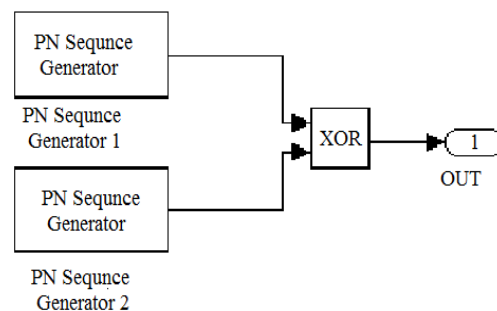 PN Sequnce
Generator
PN Sequnce
Generator 1
XOR
1
OUT
PN Sequnce
Generator
PN Sequnce
Generator 2